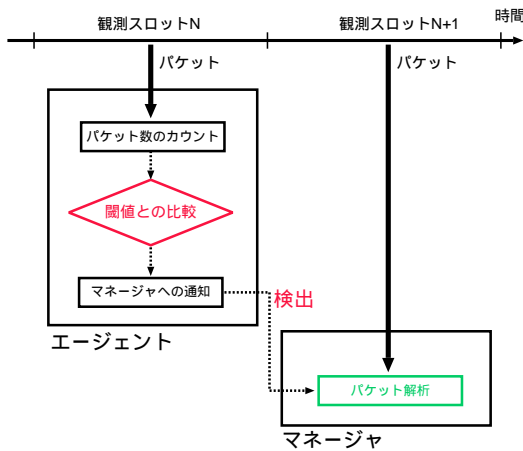 観測スロットN
観測スロットN+1
時間
パケット
パケット
パケット数のカウント
閾値との比較
マネージャへの通知
検出
エージェント
パケット解析
マネージャ